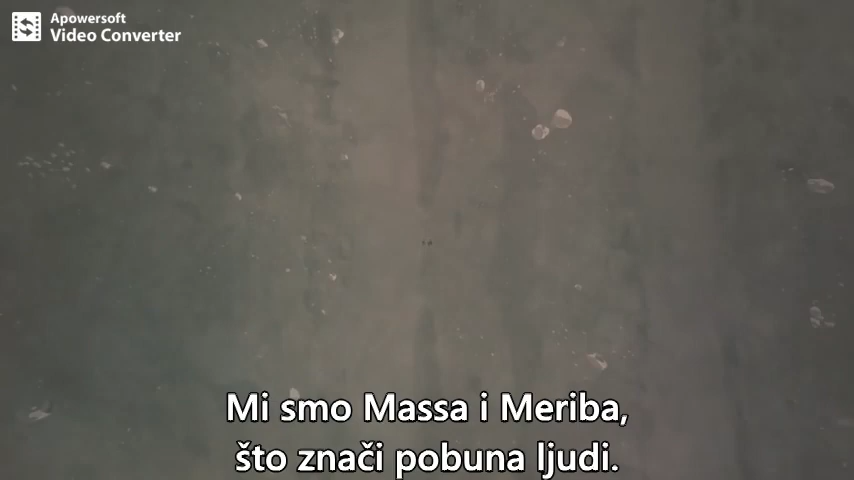 Apowersoft
Video Converter
Mi smo Massa i Meriba,
što znači pobuna ljudi.